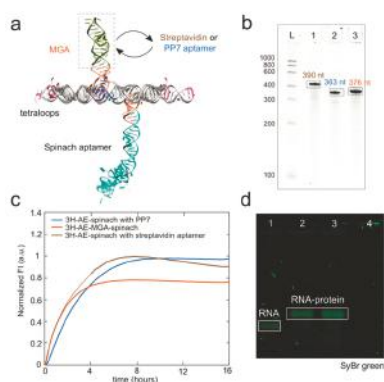 a
MGA
Streptavidin or
PP7 aptamer
tetraloops
Spinach aptamer
b
L 1 2 3
390 nt 363 nt 376 nt
1000
800
600
400
300
200
100
c
3H-AE-spinach with PP7
3H-AE-MGA-spinach
3H-AE-spinach with streptavidin aptamer
Normalized FI (a.u.)
1.4
1.2
1
0.8
0.6
0.4
0.2
0
0 4 8 12 16
time (hours)
d
1 2 3
RNA
RNA-protein
SyBr green